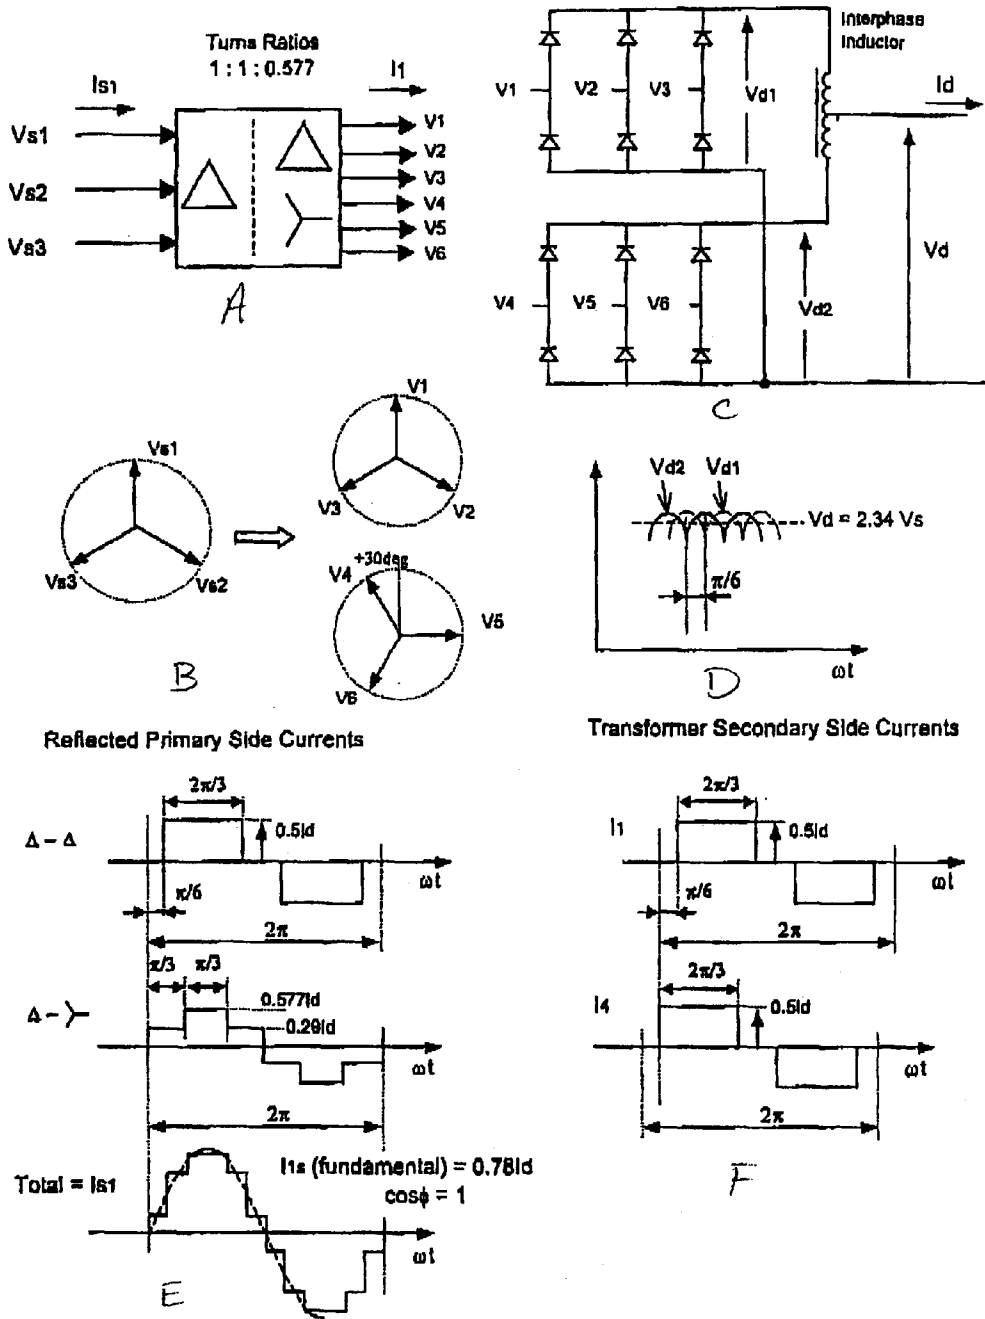 Turns Ratios
1 : 1 : 0.577
Is1
I1
Vs1
Vs2
Vs3
V1
V2
V3
V4
V5
V6
A
Interphase
Inductor
V1
V2
V3
Vd1
Id
V4
V5
V6
Vd2
Vd
C
Vs1
Vs3
Vs2
V1
V3
V2
+30deg
V4
V5
V6
B
Vd2
Vd1
Vd = 2.34 Vs
π/6
ωt
D
Reflected Primary Side Currents
Δ – Δ
2π/3
0.5Id
ωt
π/6
2π
π/3
π/3
Δ –
0.577Id
0.29Id
ωt
2π
Total = Is1
I1s (fundamental) = 0.78Id
cosϕ = 1
ωt
E
Transformer Secondary Side Currents
I1
2π/3
0.5Id
ωt
π/6
2π
I4
2π/3
0.5Id
ωt
2π
F